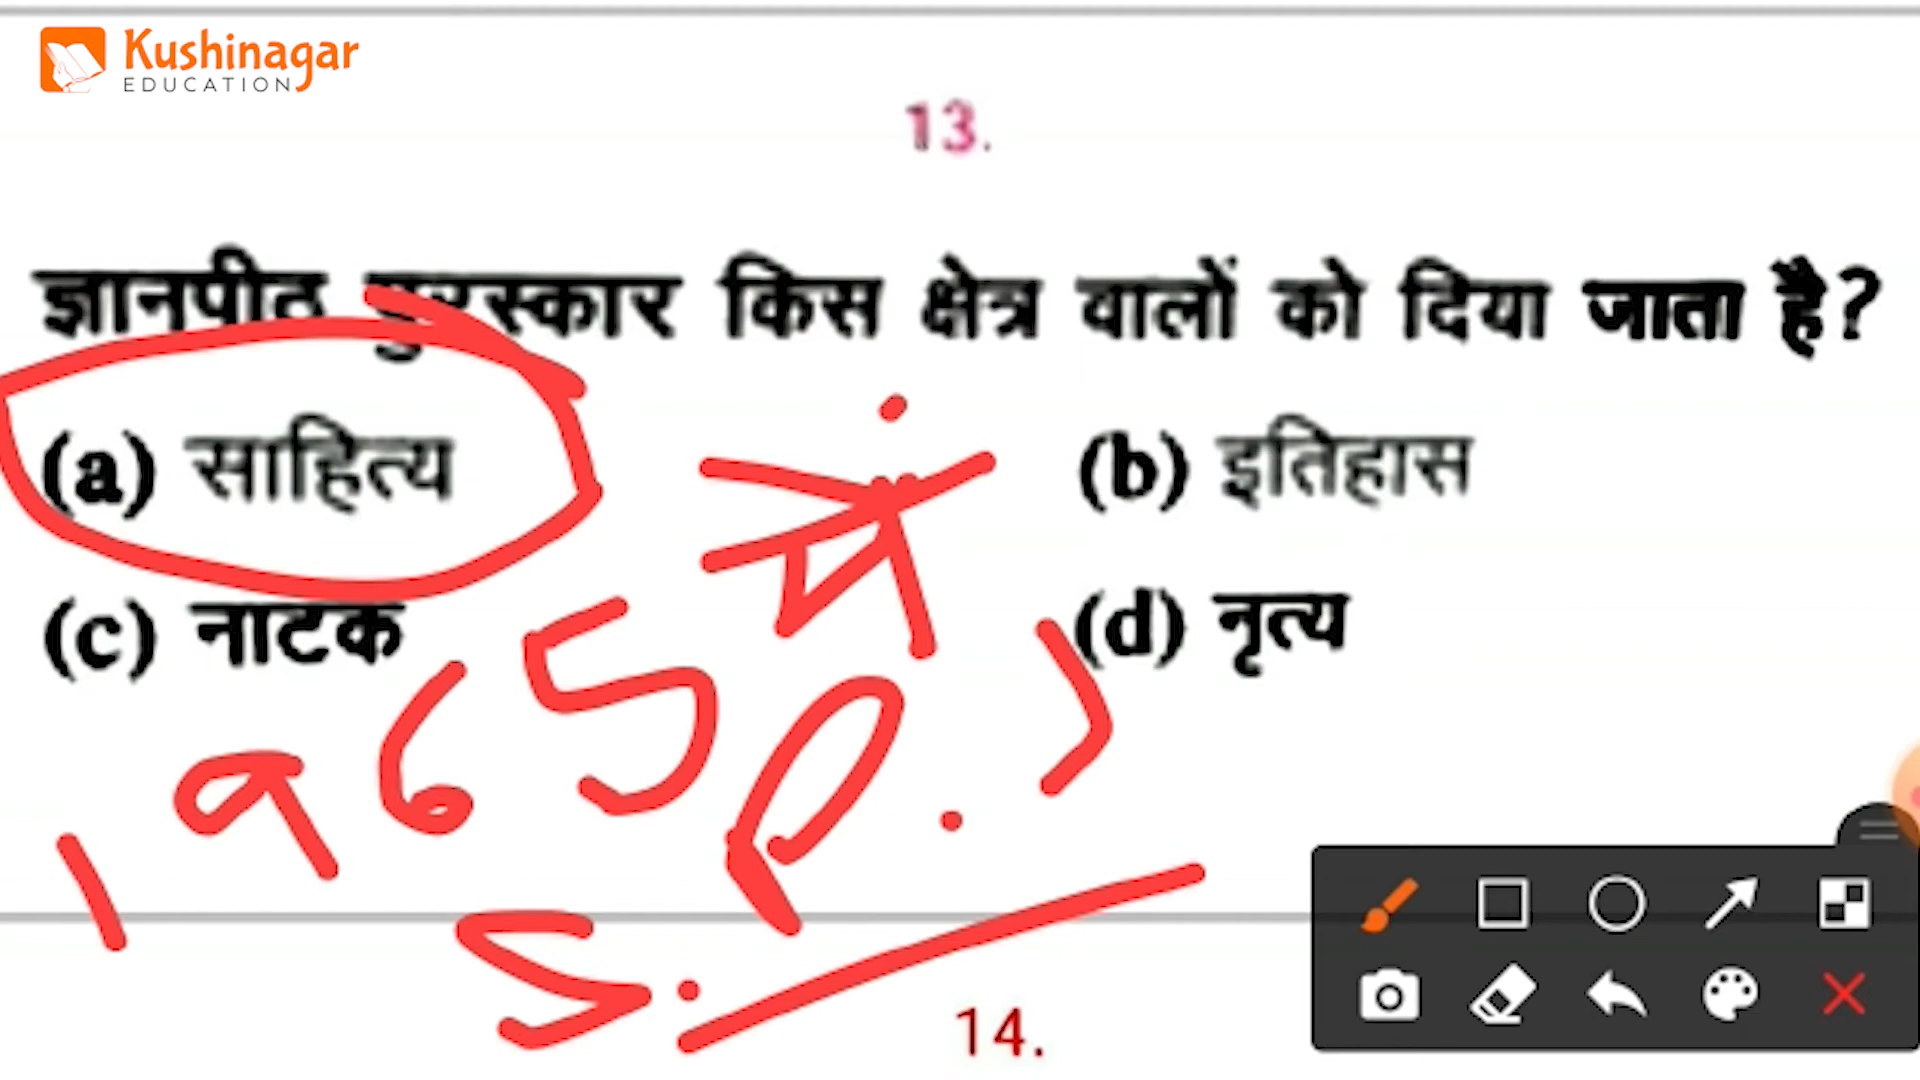 Kushinagar
EDUCATION
13.
ज्ञानपीठ पुरस्कार किस क्षेत्र वालों को दिया जाता है?
(a) साहित्य
(b) इतिहास
(c) नाटक
(d) नृत्य
1965 में
S.P.
14.